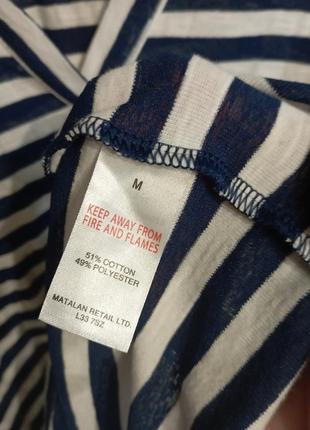 M
KEEP AWAY FROM
FIRE AND FLAMES
51% COTTON
49% POLYESTER
MATALAN RETAIL LTD.
L33 7SZ